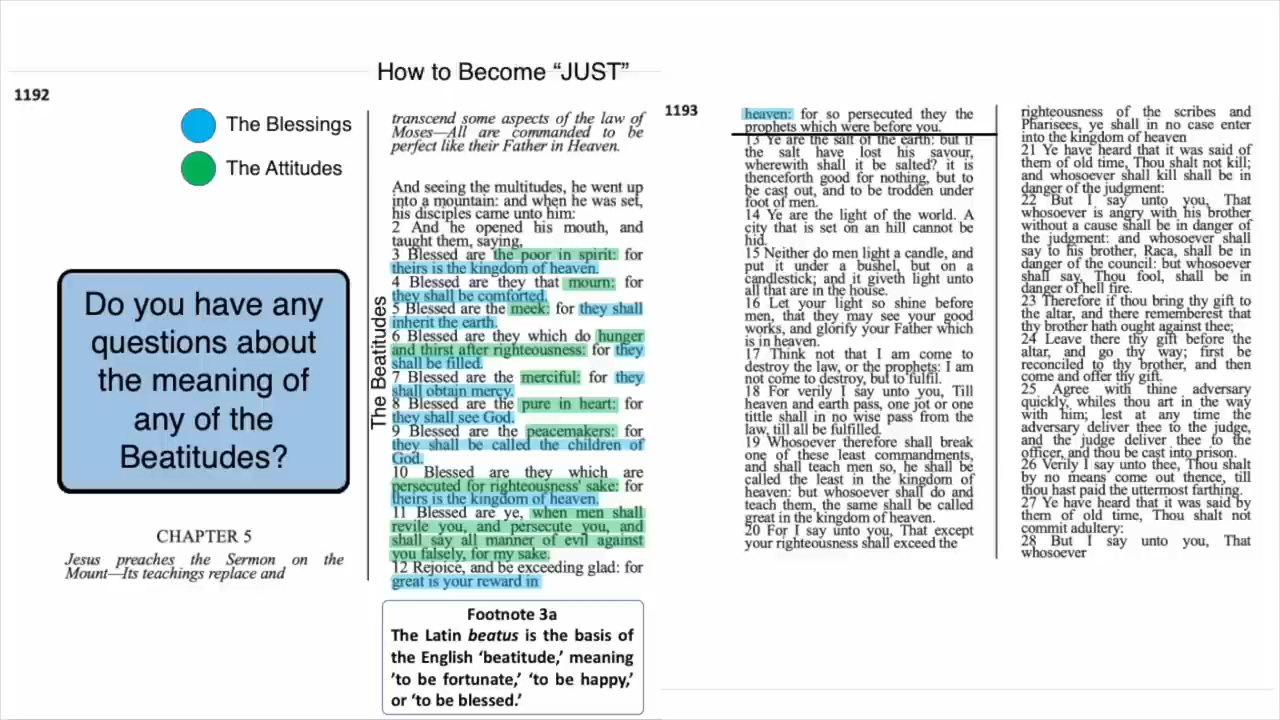 How to Become “JUST”
1192
The Blessings
The Attitudes
Do you have any
questions about
the meaning of
any of the
Beatitudes?
CHAPTER 5
Jesus preaches the Sermon on the
Mount—Its teachings replace and
The Beatitudes
transcend some aspects of the law of
Moses—All are commanded to be
perfect like their Father in Heaven.
And seeing the multitudes, he went up
into a mountain: and when he was set,
his disciples came unto him:
2 And he opened his mouth, and
taught them, saying,
3 Blessed are the poor in spirit: for
theirs is the kingdom of heaven.
4 Blessed are they that mourn: for
they shall be comforted.
5 Blessed are the meek: for they shall
inherit the earth.
6 Blessed are they which do hunger
and thirst after righteousness: for they
shall be filled.
7 Blessed are the merciful: for they
shall obtain mercy.
8 Blessed are the pure in heart: for
they shall see God.
9 Blessed are the peacemakers: for
they shall be called the children of
God.
10 Blessed are they which are
persecuted for righteousness' sake: for
theirs is the kingdom of heaven.
11 Blessed are ye, when men shall
revile you, and persecute you, and
shall say all manner of evil against
you falsely, for my sake.
12 Rejoice, and be exceeding glad: for
great is your reward in
Footnote 3a
The Latin beatus is the basis of
the English ‘beatitude,’ meaning
’to be fortunate,’ ‘to be happy,’
or ‘to be blessed.’
1193
heaven: for so persecuted they the
prophets which were before you.
13 Ye are the salt of the earth: but if
the salt have lost his savour,
wherewith shall it be salted? it is
thenceforth good for nothing, but to
be cast out, and to be trodden under
foot of men.
14 Ye are the light of the world. A
city that is set on an hill cannot be
hid.
15 Neither do men light a candle, and
put it under a bushel, but on a
candlestick; and it giveth light unto
all that are in the house.
16 Let your light so shine before
men, that they may see your good
works, and glorify your Father which
is in heaven.
17 Think not that I am come to
destroy the law, or the prophets: I am
not come to destroy, but to fulfil.
18 For verily I say unto you, Till
heaven and earth pass, one jot or one
tittle shall in no wise pass from the
law, till all be fulfilled.
19 Whosoever therefore shall break
one of these least commandments,
and shall teach men so, he shall be
called the least in the kingdom of
heaven: but whosoever shall do and
teach them, the same shall be called
great in the kingdom of heaven.
20 For I say unto you, That except
your righteousness shall exceed the
righteousness of the scribes and
Pharisees, ye shall in no case enter
into the kingdom of heaven
21 Ye have heard that it was said of
them of old time, Thou shalt not kill;
and whosoever shall kill shall be in
danger of the judgment:
22 But I say unto you, That
whosoever is angry with his brother
without a cause shall be in danger of
the judgment: and whosoever shall
say to his brother, Raca, shall be in
danger of the council: but whosoever
shall say, Thou fool, shall be in
danger of hell fire.
23 Therefore if thou bring thy gift to
the altar, and there rememberest that
thy brother hath ought against thee;
24 Leave there thy gift before the
altar, and go thy way; first be
reconciled to thy brother, and then
come and offer thy gift.
25 Agree with thine adversary
quickly, whiles thou art in the way
with him; lest at any time the
adversary deliver thee to the judge,
and the judge deliver thee to the
officer, and thou be cast into prison.
26 Verily I say unto thee, Thou shalt
by no means come out thence, till
thou hast paid the uttermost farthing.
27 Ye have heard that it was said by
them of old time, Thou shalt not
commit adultery:
28 But I say unto you, That
whosoever